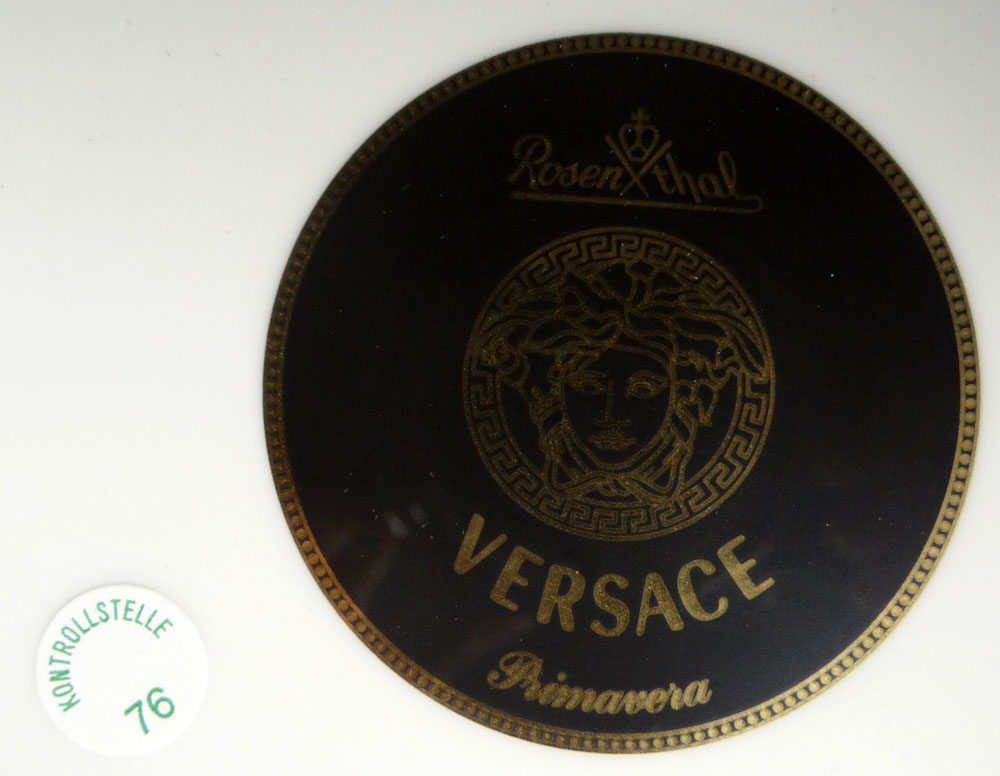 Rosenthal
VERSACE
Primavera
KONTROLLSTELLE
76